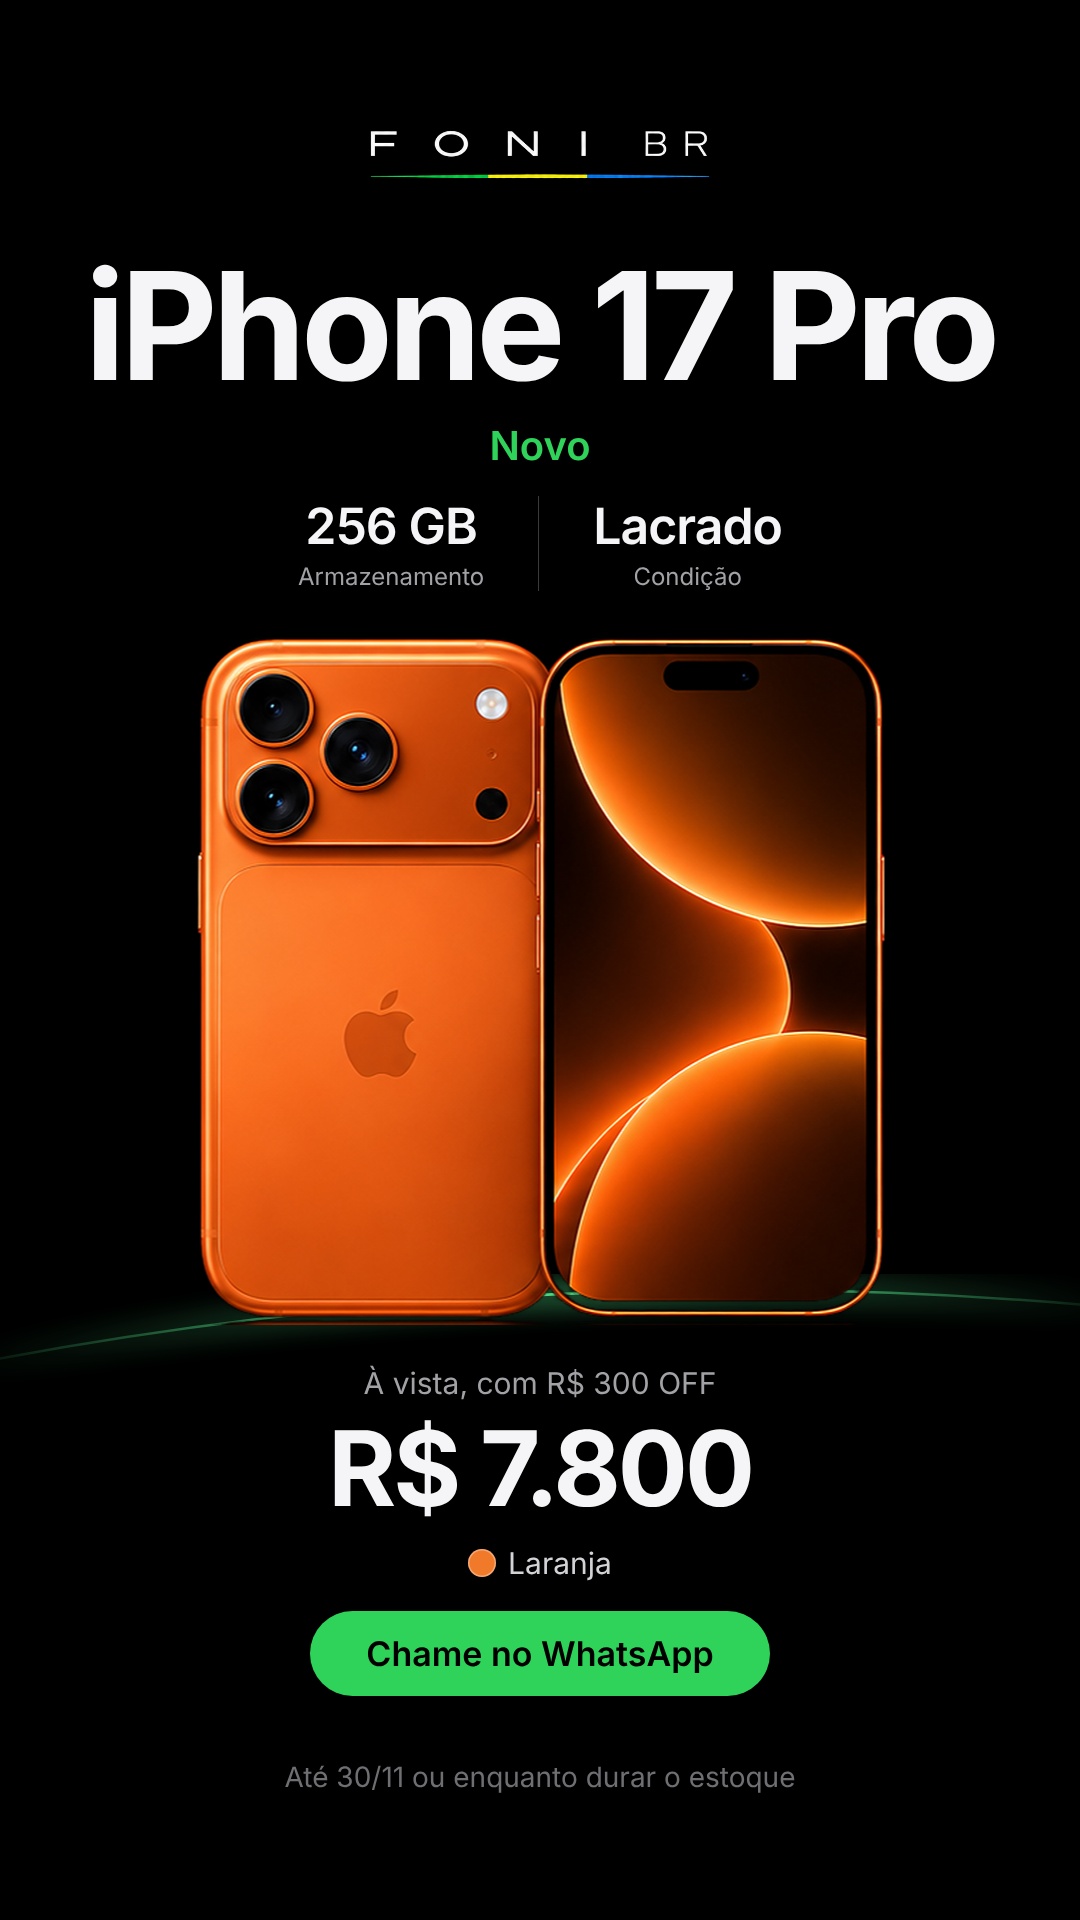 FONI BR
iPhone 17 Pro
Novo
256 GB
Armazenamento
Lacrado
Condição
À vista, com R$ 300 OFF
R$ 7.800
Laranja
Chame no WhatsApp
Até 30/11 ou enquanto durar o estoque